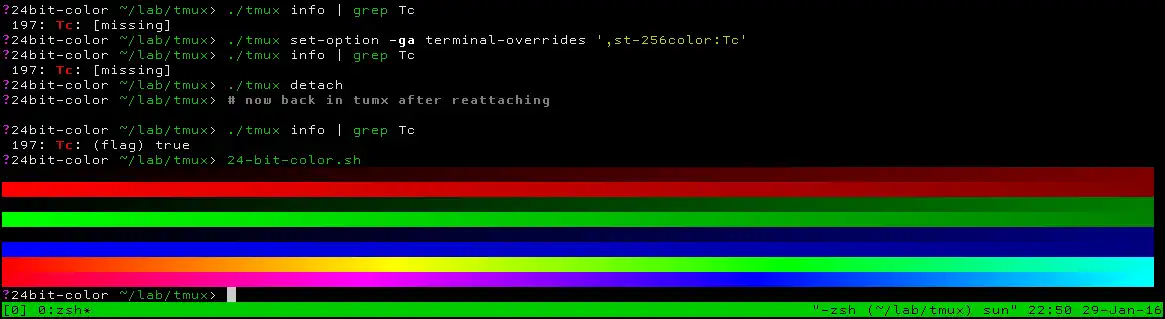 ?24bit-color ~/lab/tmux> ./tmux info | grep Tc
197: Tc: [missing]
?24bit-color ~/lab/tmux> ./tmux set-option -ga terminal-overrides ',st-256color:Tc'
?24bit-color ~/lab/tmux> ./tmux info | grep Tc
197: Tc: [missing]
?24bit-color ~/lab/tmux> ./tmux detach
?24bit-color ~/lab/tmux> # now back in tumx after reattaching
?24bit-color ~/lab/tmux> ./tmux info | grep Tc
197: Tc: (flag) true
?24bit-color ~/lab/tmux> 24-bit-color.sh
?24bit-color ~/lab/tmux>
[0] 0:zsh* "-zsh (~/lab/tmux) sun" 22:50 29-Jan-16